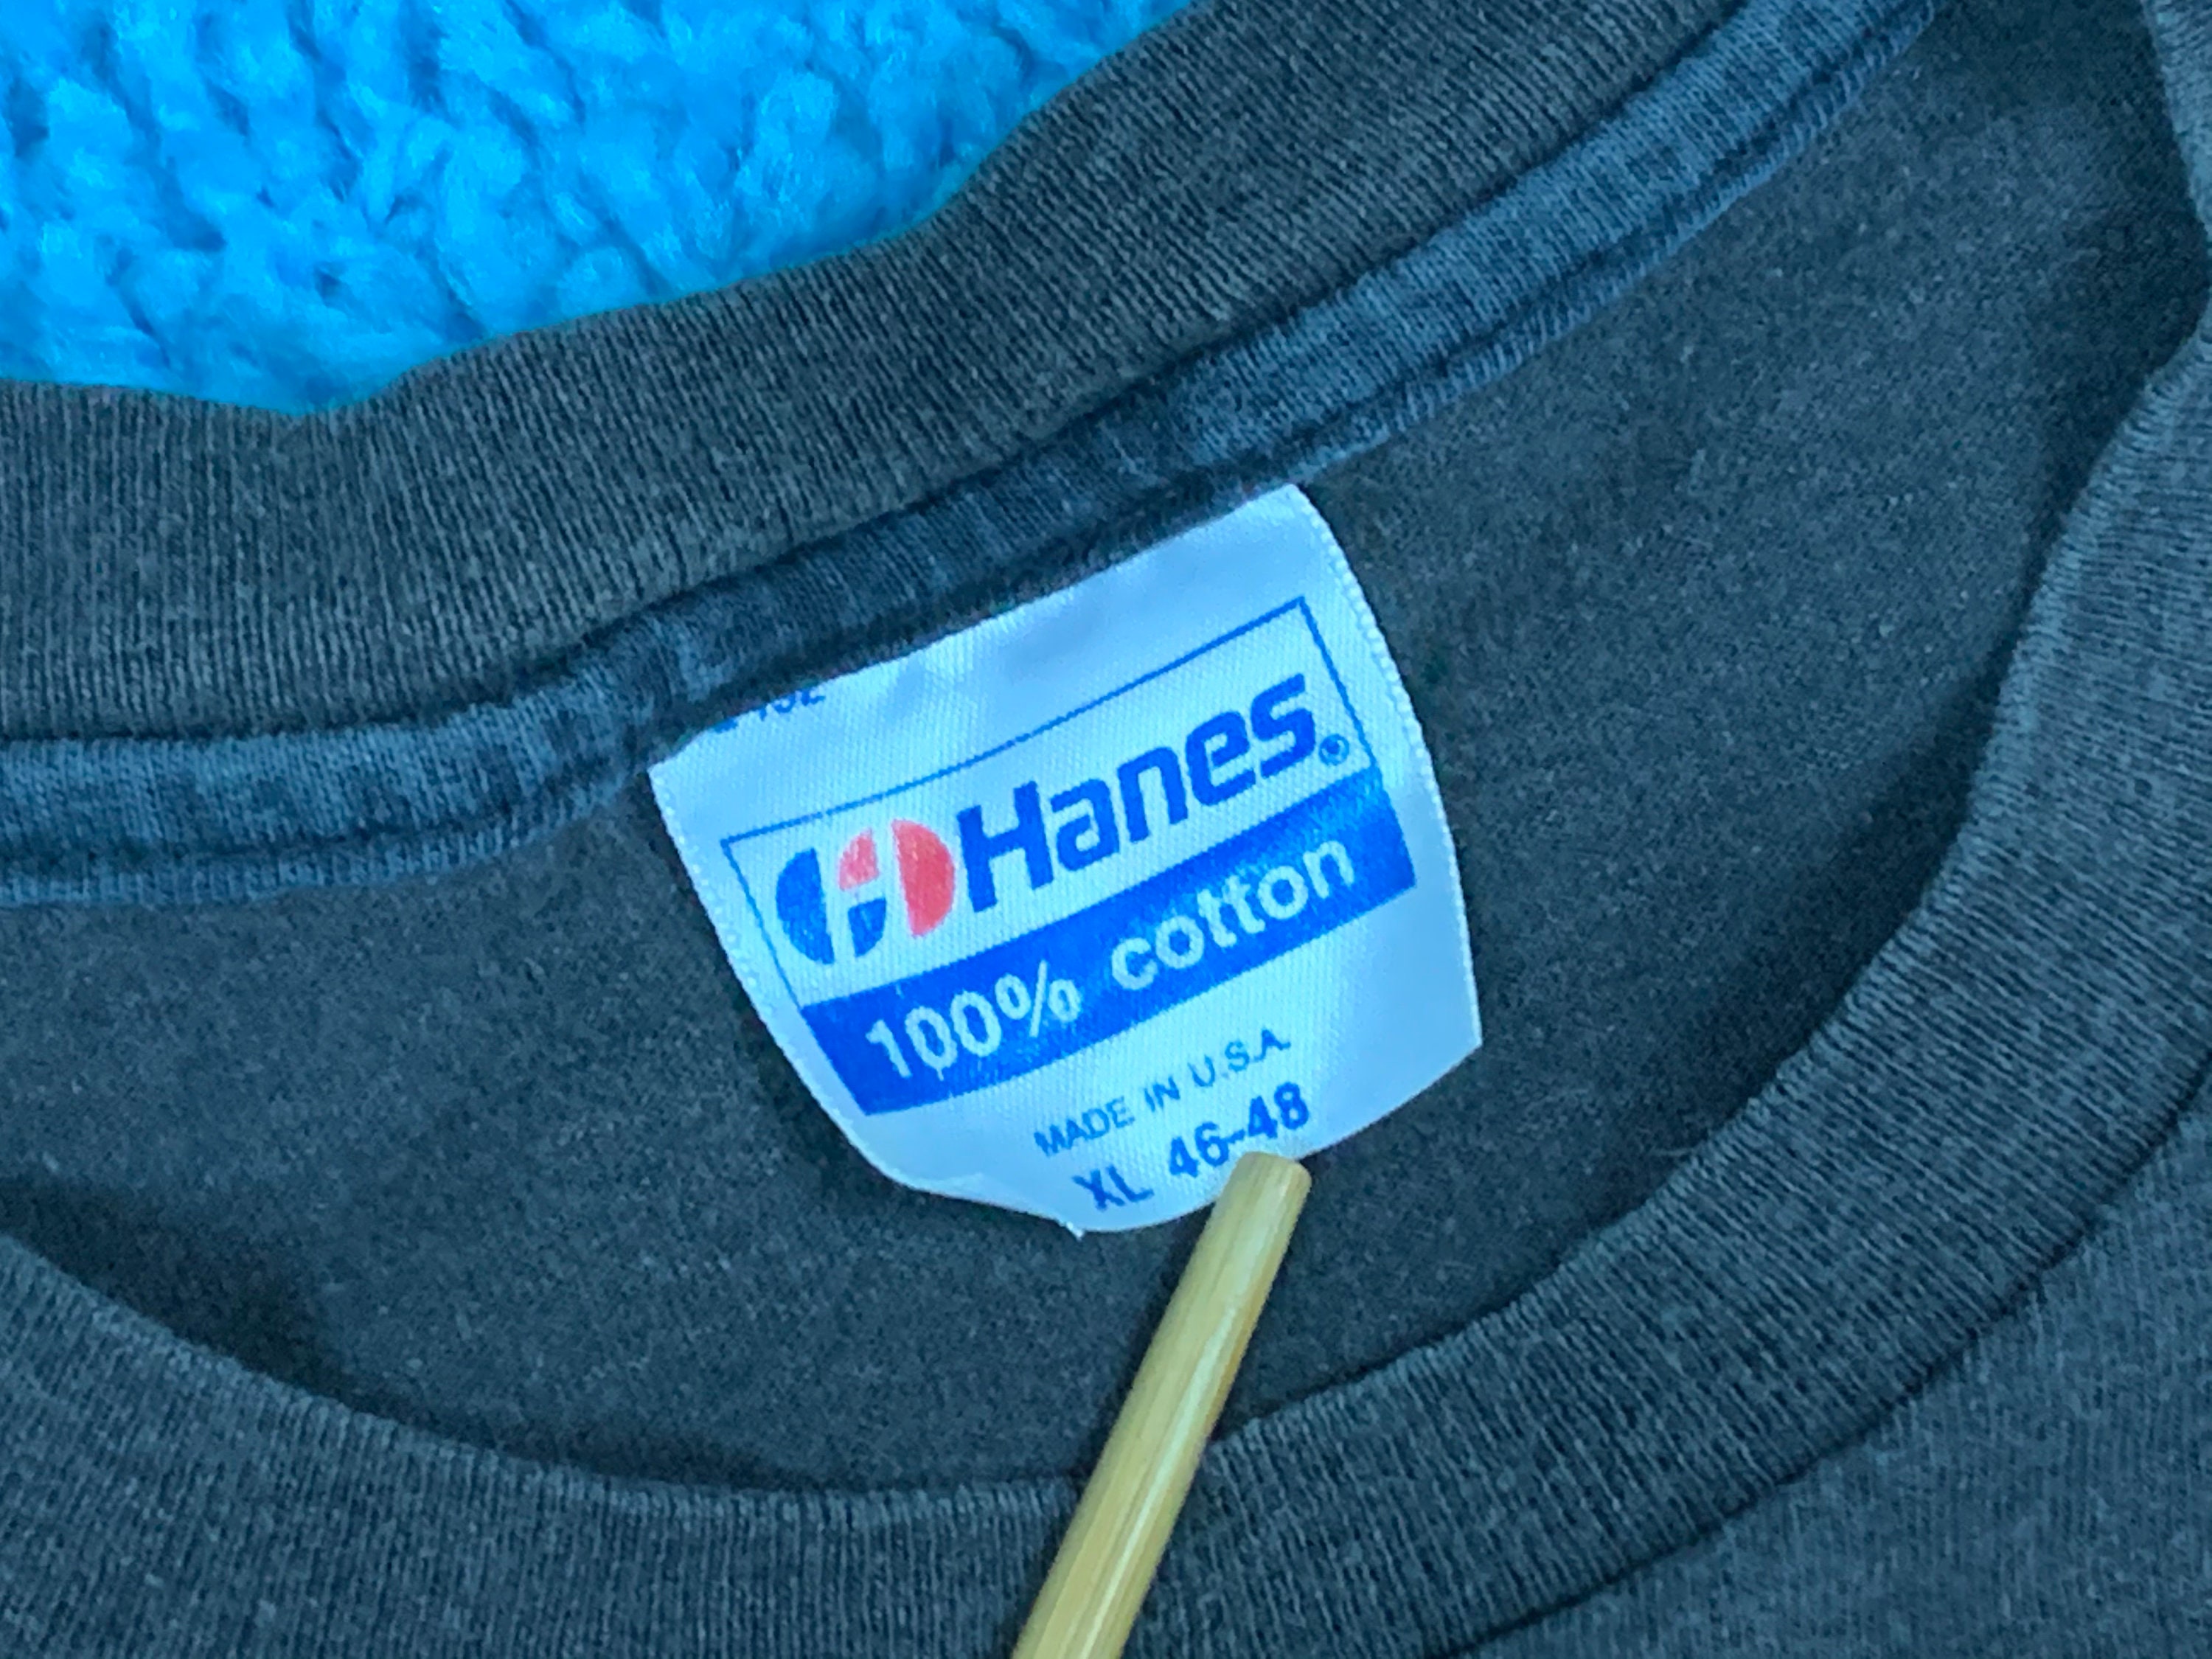 Hanes®
100% cotton
MADE IN U.S.A.
XL 46-48